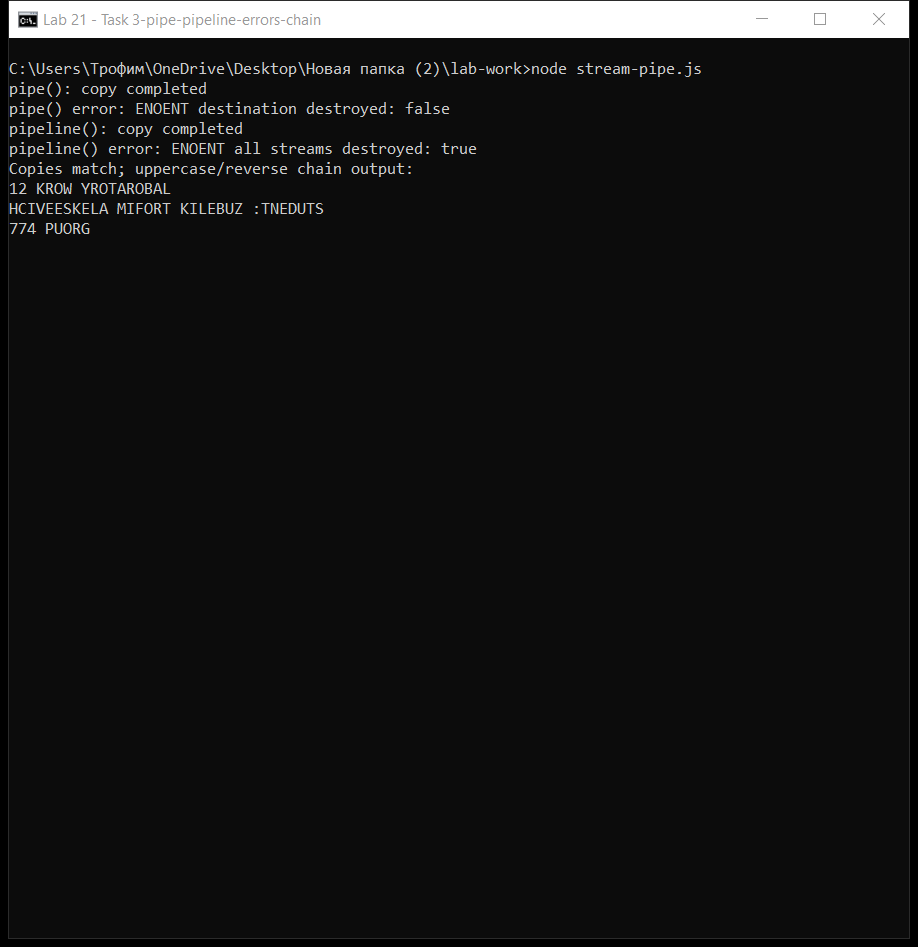 Lab 21 - Task 3-pipe-pipeline-errors-chain
C:\Users\Трофим\OneDrive\Desktop\Новая папка (2)\lab-work>node stream-pipe.js
pipe(): copy completed
pipe() error: ENOENT destination destroyed: false
pipeline(): copy completed
pipeline() error: ENOENT all streams destroyed: true
Copies match; uppercase/reverse chain output:
12 KROW YROTAROBAL
HCIVEESKELA MIFORT KILEBUZ :TNEDUTS
774 PUORG